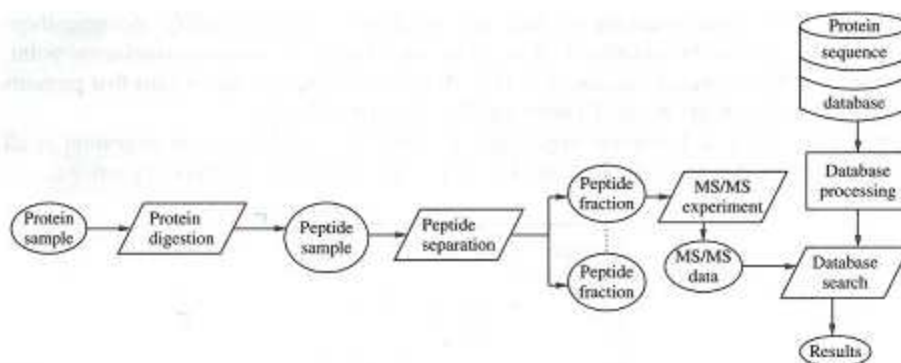 Protein
sequence
database
Database
processing
Protein
sample
Protein
digestion
Peptide
sample
Peptide
separation
Peptide
fraction
Peptide
fraction
MS/MS
experiment
MS/MS
data
Database
search
Results